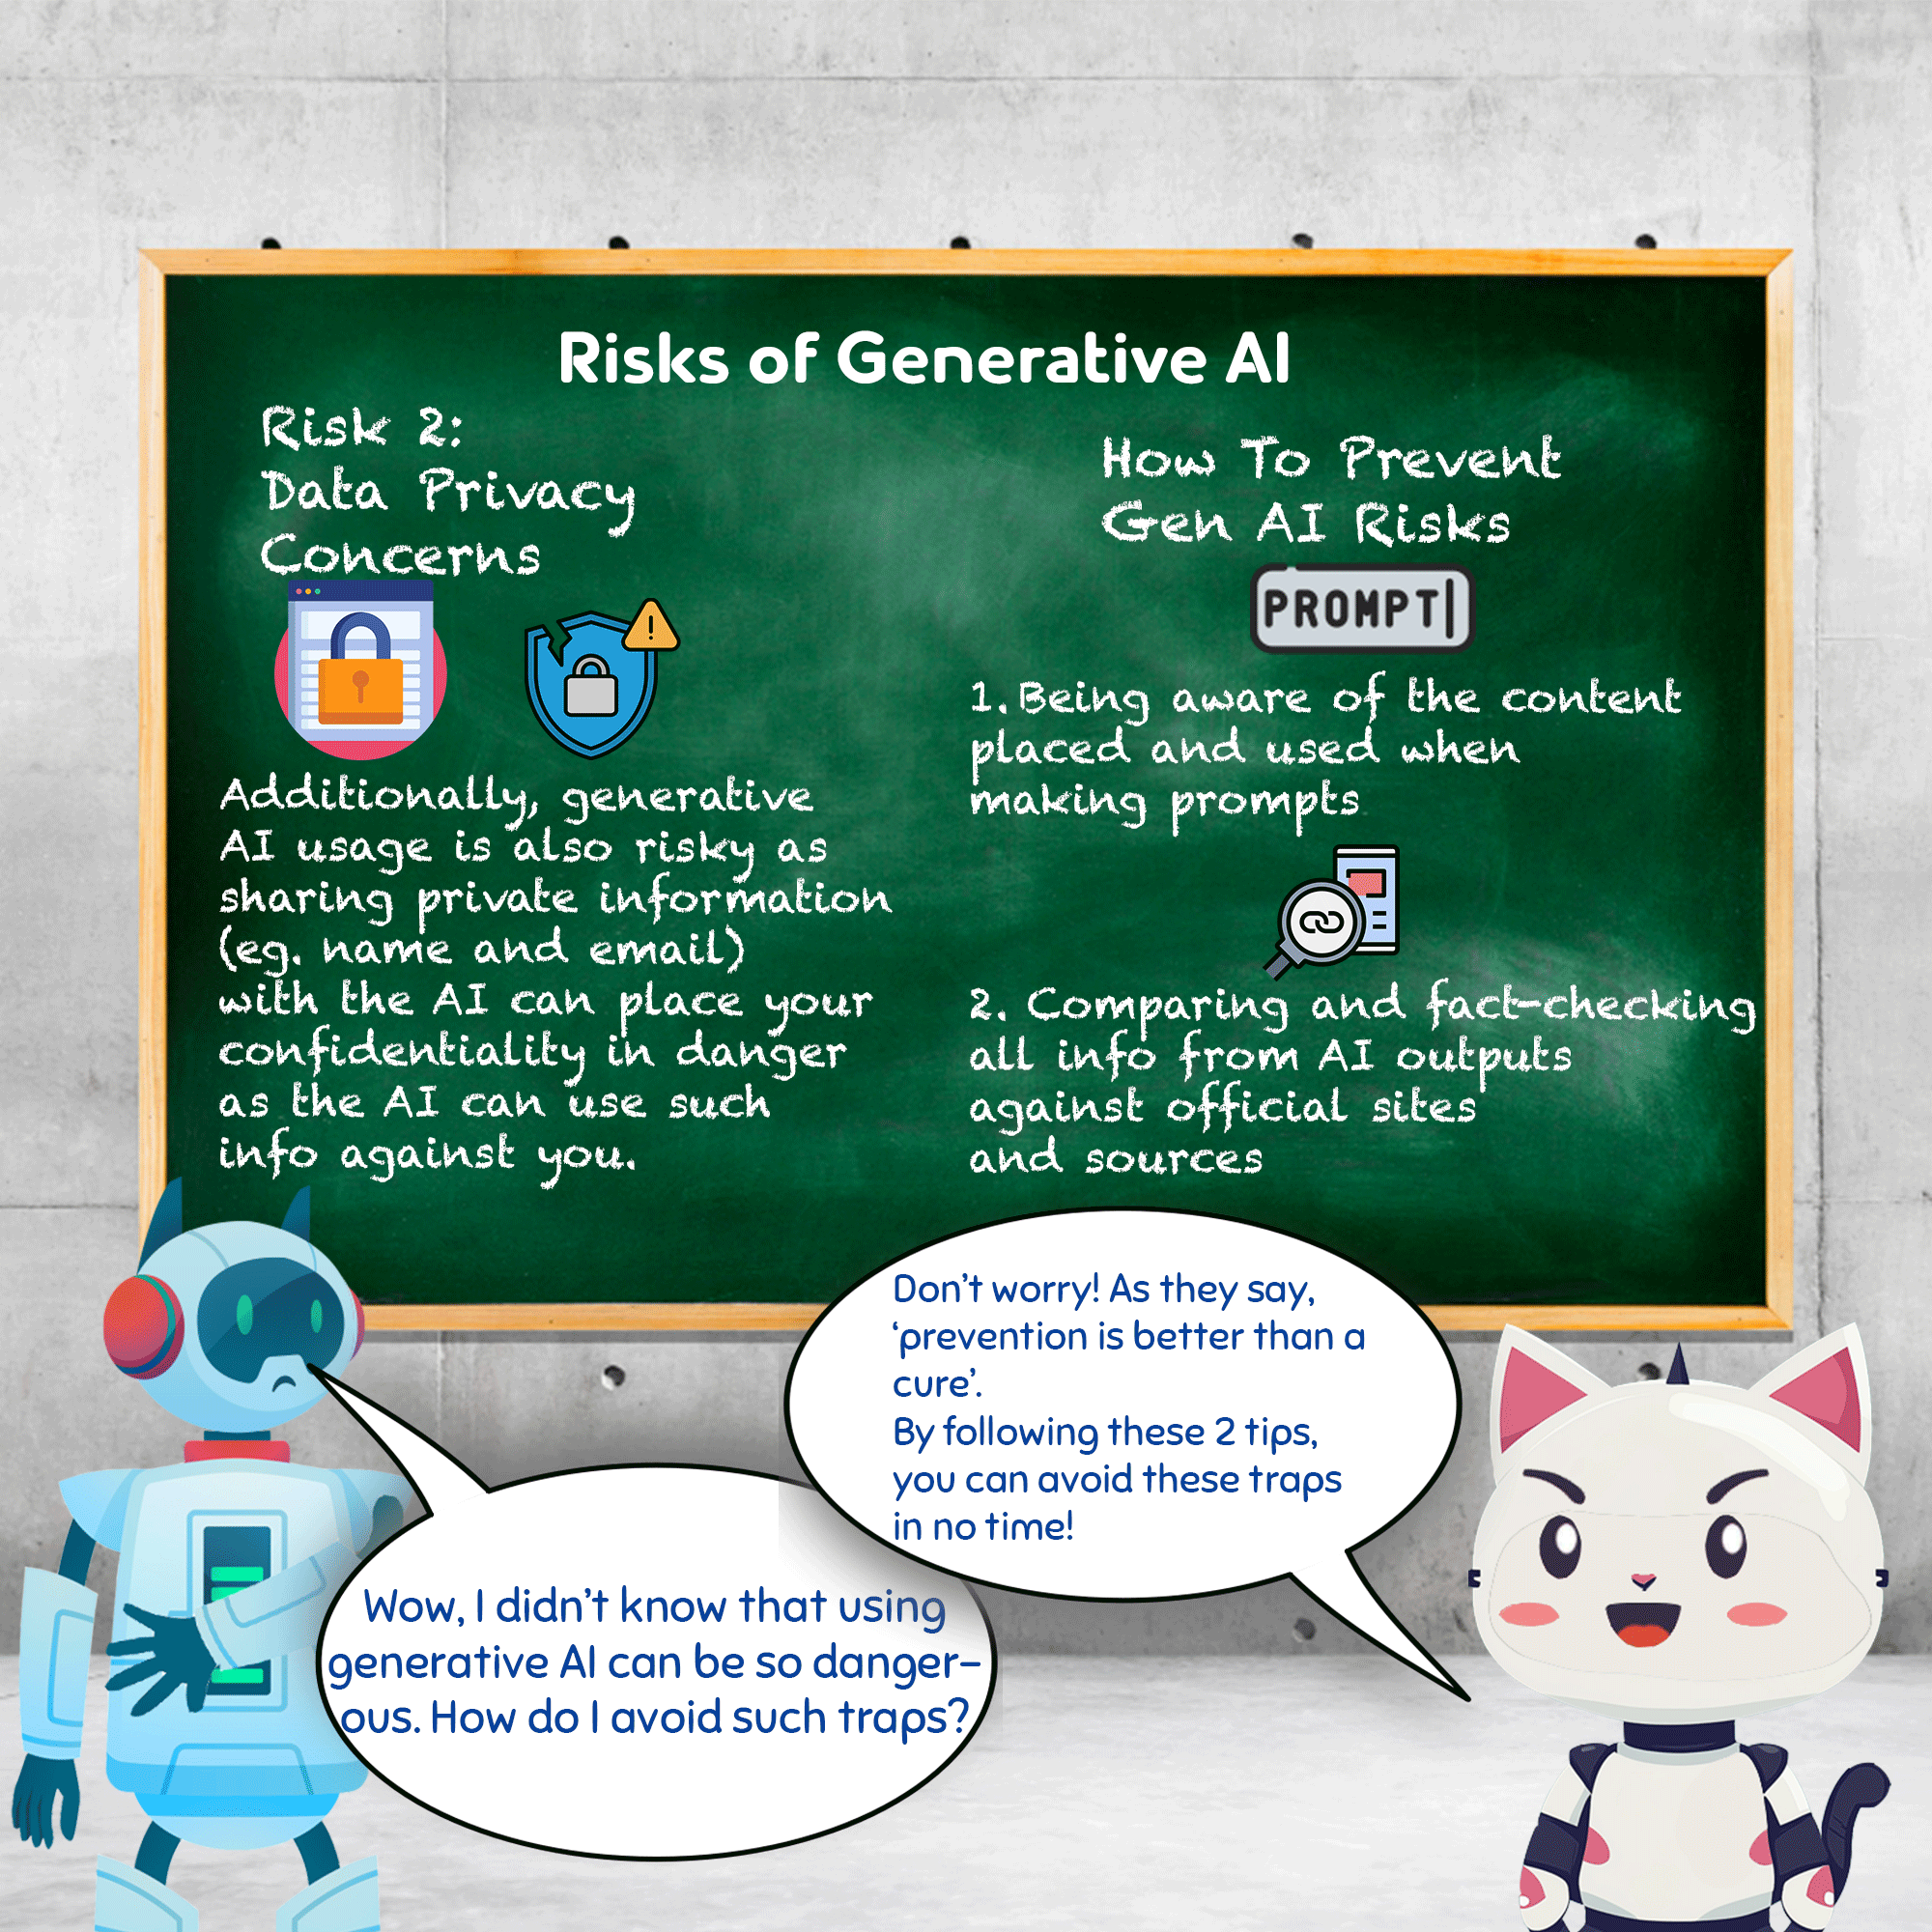 Risks of Generative AI
Risk 2:
Data Privacy
Concerns
Additionally, generative
AI usage is also risky as
sharing private information
(eg. name and email)
with the AI can place your
confidentiality in danger
as the AI can use such
info against you.
How To Prevent
Gen AI Risks
PROMPT
1. Being aware of the content
placed and used when
making prompts
2. Comparing and fact-checking
all info from AI outputs
against official sites
and sources
Wow, I didn't know that using
generative AI can be so danger-
ous. How do I avoid such traps?
Don't worry! As they say,
‘prevention is better than a
cure’.
By following these 2 tips,
you can avoid these traps
in no time!